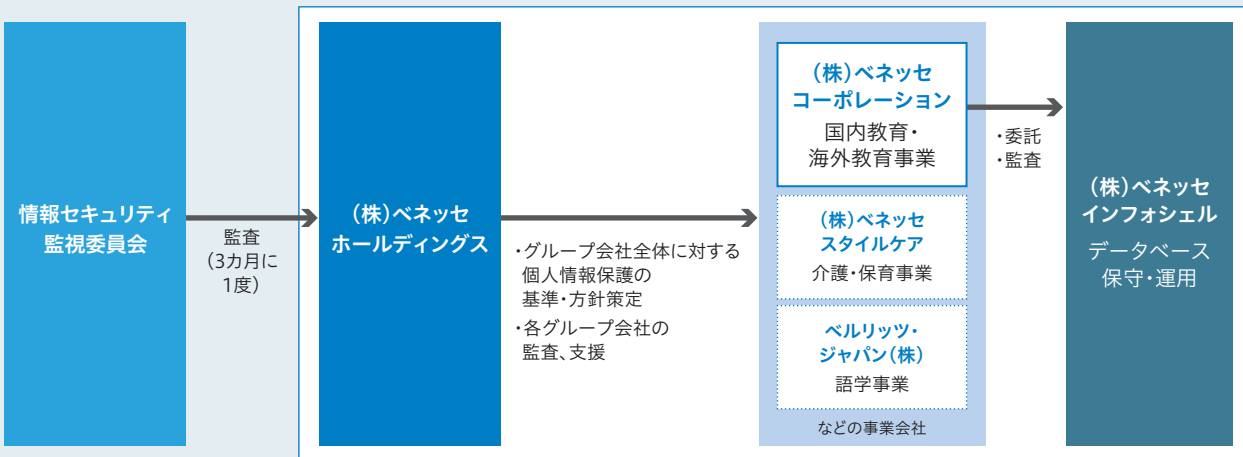 情報セキュリティ
監視委員会
監査
(3カ月に
1度)
(株)ベネッセ
ホールディングス
・グループ会社全体に対する
個人情報保護の
基準・方針策定
・各グループ会社の
監査、支援
(株)ベネッセ
コーポレーション
国内教育・
海外教育事業
(株)ベネッセ
スタイルケア
介護・保育事業
ベルリッツ・
ジャパン(株)
語学事業
などの事業会社
・委託
・監査
(株)ベネッセ
インフォシェル
データベース
保守・運用